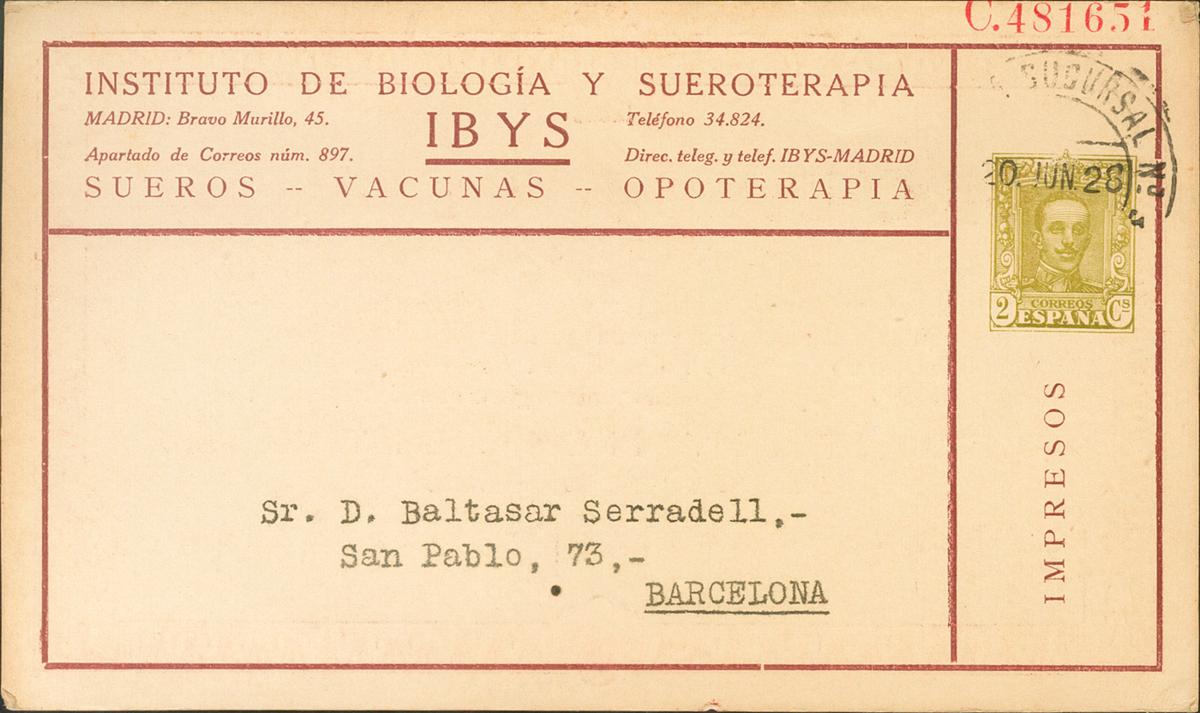 C.481651
INSTITUTO DE BIOLOGÍA Y SUEROTERAPIA
MADRID: Bravo Murillo, 45.
IBYS
Teléfono 34.824.
Apartado de Correos núm. 897.
Direc. teleg. y telef. IBYS-MADRID
SUEROS -- VACUNAS -- OPOTERAPIA
SUCURSAL N.º 3
20. JUN 28
2 CORREOS Cs
ESPAÑA
IMPRESOS
Sr. D. Baltasar Serradell,-
San Pablo, 73,-
BARCELONA